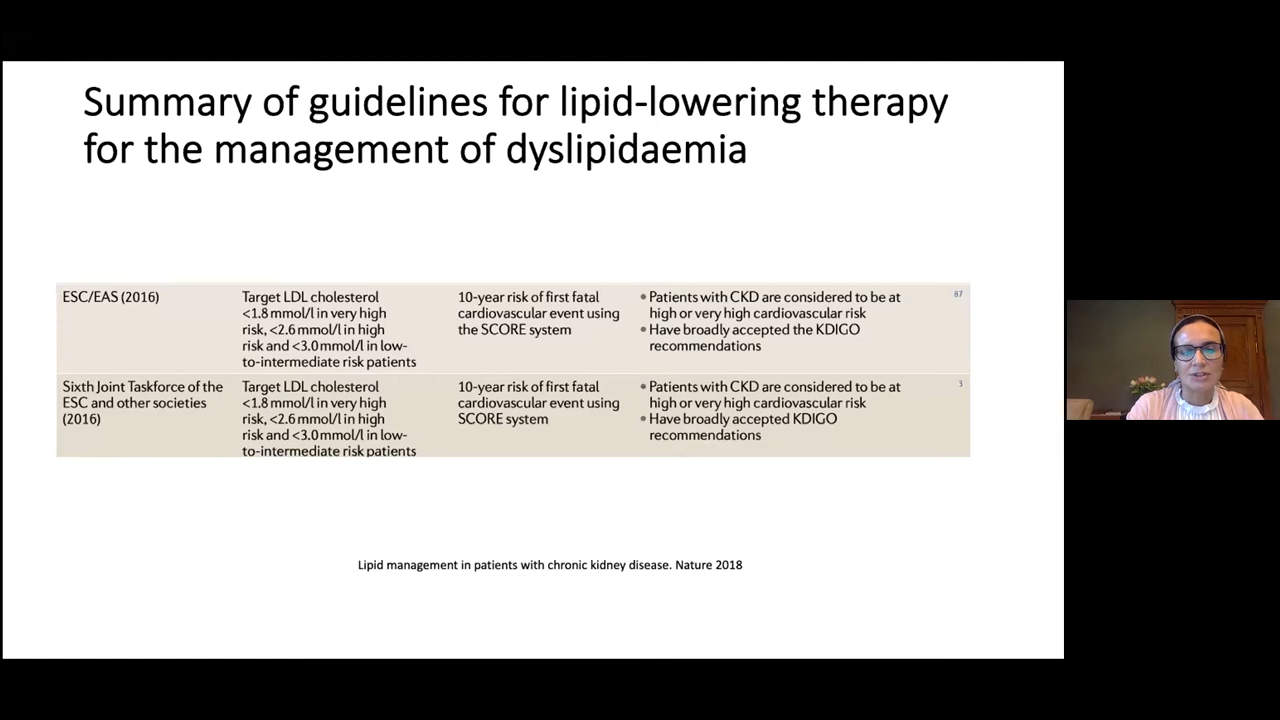 Summary of guidelines for lipid-lowering therapy
for the management of dyslipidaemia
ESC/EAS (2016)
Target LDL cholesterol
<1.8 mmol/l in very high
risk, <2.6 mmol/l in high
risk and <3.0 mmol/l in low-
to-intermediate risk patients
10-year risk of first fatal
cardiovascular event using
the SCORE system
• Patients with CKD are considered to be at
high or very high cardiovascular risk
• Have broadly accepted the KDIGO
recommendations
87
Sixth Joint Taskforce of the
ESC and other societies
(2016)
Target LDL cholesterol
<1.8 mmol/l in very high
risk, <2.6 mmol/l in high
risk and <3.0 mmol/l in low-
to-intermediate risk patients
10-year risk of first fatal
cardiovascular event using
SCORE system
• Patients with CKD are considered to be at
high or very high cardiovascular risk
• Have broadly accepted KDIGO
recommendations
3
Lipid management in patients with chronic kidney disease. Nature 2018